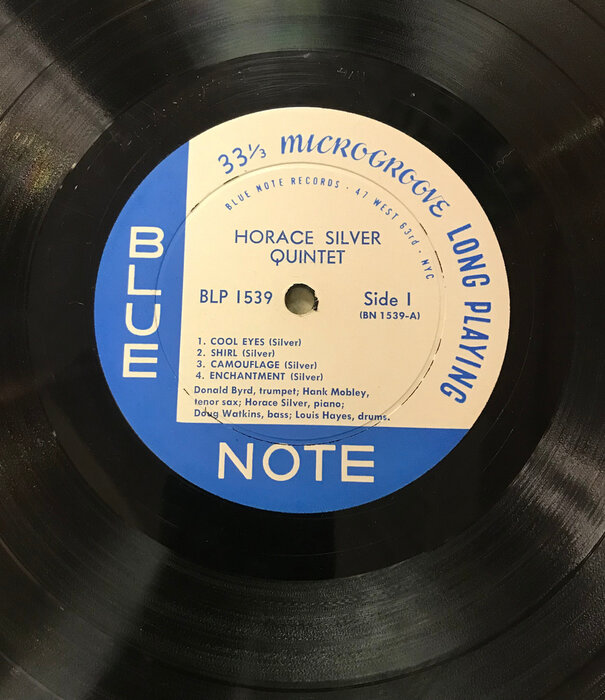 33⅓ MICROGROOVE LONG PLAYING
BLUE NOTE RECORDS · 47 WEST 63rd · NYC
HORACE SILVER
QUINTET
BLP 1539
Side 1
(BN 1539-A)
1. COOL EYES (Silver)
2. SHIRL (Silver)
3. CAMOUFLAGE (Silver)
4. ENCHANTMENT (Silver)
Donald Byrd, trumpet; Hank Mobley,
tenor sax; Horace Silver, piano;
Doug Watkins, bass; Louis Hayes, drums.
BLUE
NOTE